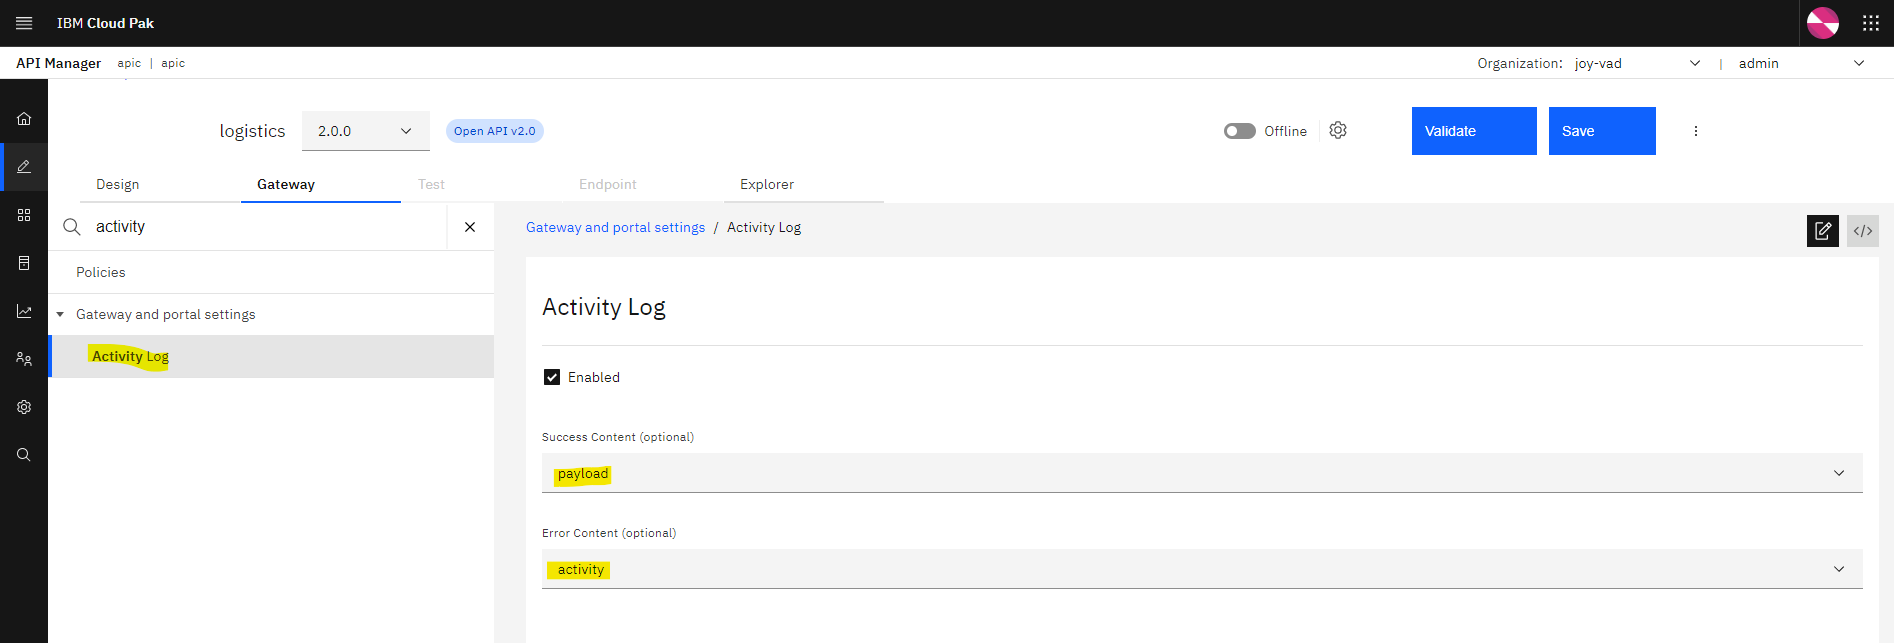 IBM Cloud Pak
API Manager apic | apic Organization: joy-vad | admin
logistics 2.0.0 Open API v2.0 Offline Validate Save
Design Gateway Test Endpoint Explorer
activity
Policies
Gateway and portal settings
Activity Log
Gateway and portal settings / Activity Log
</>
Activity Log
Enabled
Success Content (optional)
payload
Error Content (optional)
activity